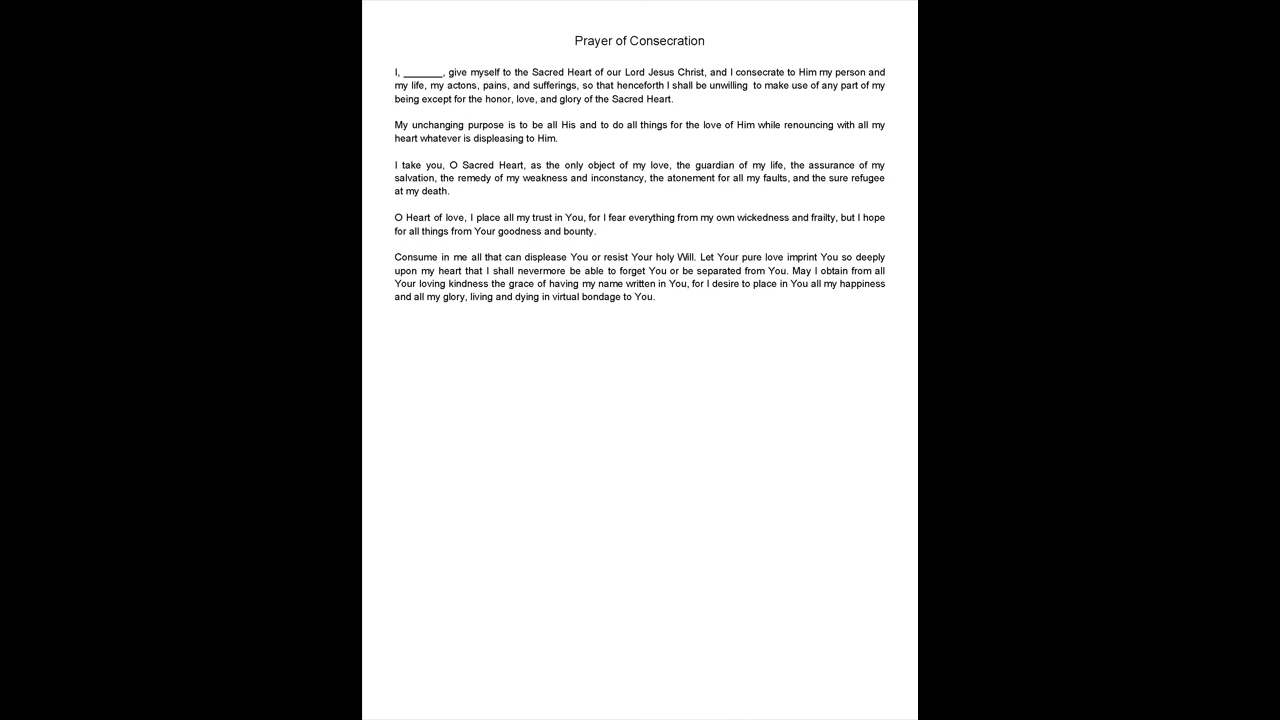 Prayer of Consecration
I, _______, give myself to the Sacred Heart of our Lord Jesus Christ, and I consecrate to Him my person and
my life, my actons, pains, and sufferings, so that henceforth I shall be unwilling to make use of any part of my
being except for the honor, love, and glory of the Sacred Heart.
My unchanging purpose is to be all His and to do all things for the love of Him while renouncing with all my
heart whatever is displeasing to Him.
I take you, O Sacred Heart, as the only object of my love, the guardian of my life, the assurance of my
salvation, the remedy of my weakness and inconstancy, the atonement for all my faults, and the sure refugee
at my death.
O Heart of love, I place all my trust in You, for I fear everything from my own wickedness and frailty, but I hope
for all things from Your goodness and bounty.
Consume in me all that can displease You or resist Your holy Will. Let Your pure love imprint You so deeply
upon my heart that I shall nevermore be able to forget You or be separated from You. May I obtain from all
Your loving kindness the grace of having my name written in You, for I desire to place in You all my happiness
and all my glory, living and dying in virtual bondage to You.